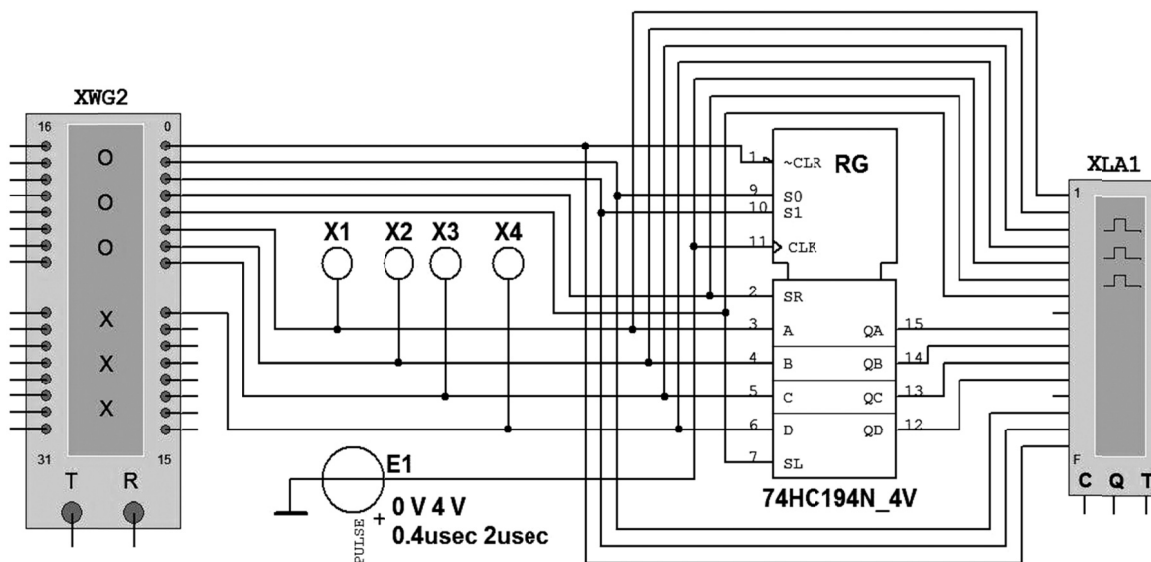 XWG2
16 0
O
O
O
X
X
X
31 15
T R
X1 X2 X3 X4
E1
0 V 4 V
0.4usec 2usec
+
PULSE
RG
1 ~CLR
9 S0
10 S1
11 CLK
2 SR
3 A QA 15
4 B QB 14
5 C QC 13
6 D QD 12
7 SL
74HC194N_4V
XLA1
1
F
C Q T